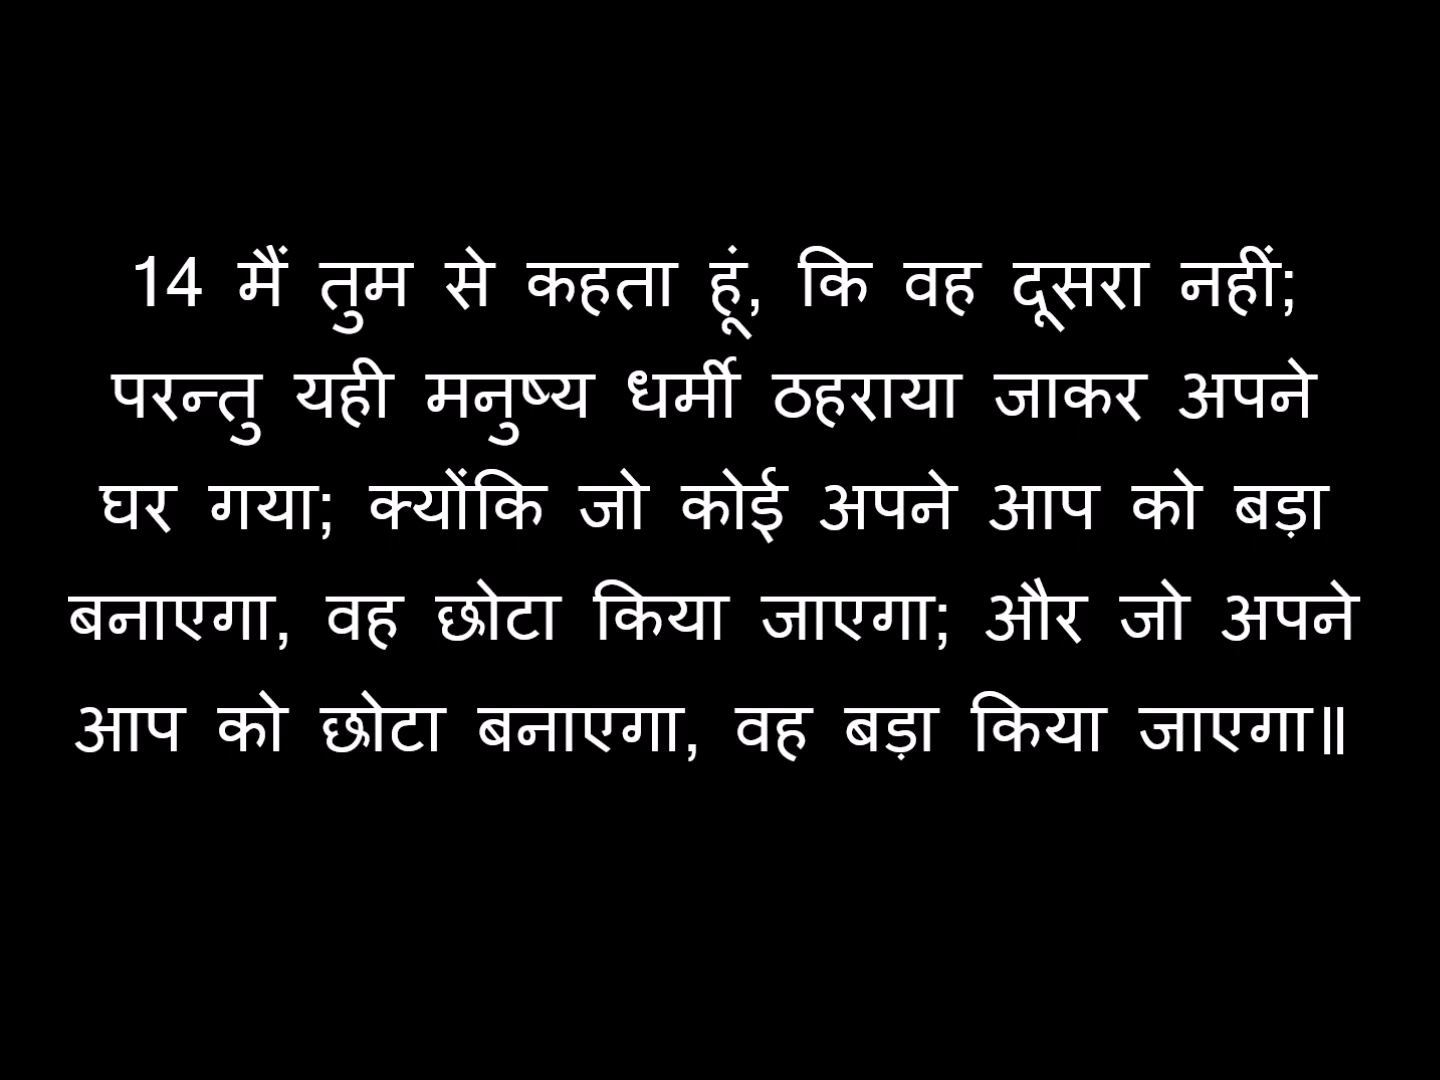 14 मैं तुम से कहता हूं, कि वह दूसरा नहीं;
परन्तु यही मनुष्य धर्मी ठहराया जाकर अपने
घर गया; क्योंकि जो कोई अपने आप को बड़ा
बनाएगा, वह छोटा किया जाएगा; और जो अपने
आप को छोटा बनाएगा, वह बड़ा किया जाएगा॥